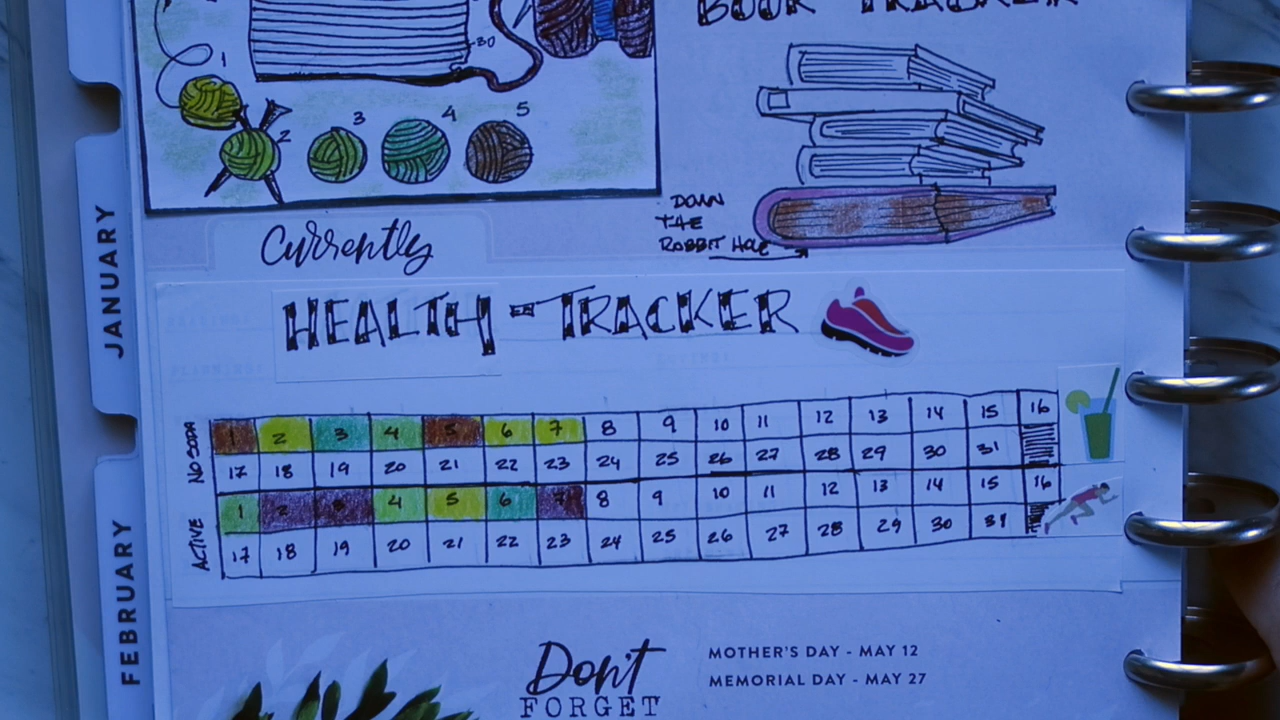 BOOK TRACKER
30
1
2
3
4
5
DOWN
THE
RABBIT HOLE
Currently
HEALTH-TRACKER
NO SODA
1 2 3 4 5 6 7 8 9 10 11 12 13 14 15 16
17 18 19 20 21 22 23 24 25 26 27 28 29 30 31
ACTIVE
1 2 3 4 5 6 7 8 9 10 11 12 13 14 15 16
17 18 19 20 21 22 23 24 25 26 27 28 29 30 31
JANUARY
FEBRUARY
Don't
FORGET
MOTHER'S DAY - MAY 12
MEMORIAL DAY - MAY 27